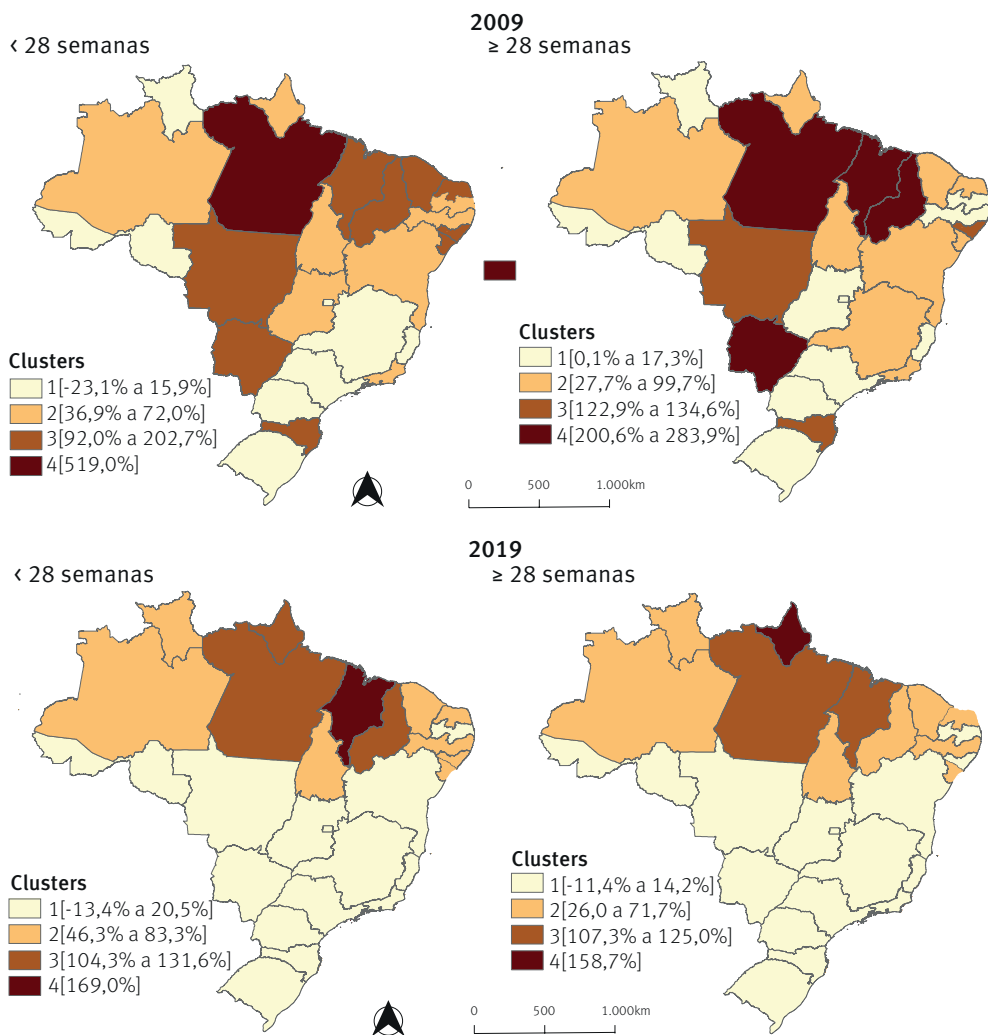 2009
< 28 semanas
≥ 28 semanas
Clusters
1[-23,1% a 15,9%]
2[36,9% a 72,0%]
3[92,0% a 202,7%]
4[519,0%]
Clusters
1[0,1% a 17,3%]
2[27,7% a 99,7%]
3[122,9% a 134,6%]
4[200,6% a 283,9%]
0 500 1.000km
2019
< 28 semanas
≥ 28 semanas
Clusters
1[-13,4% a 20,5%]
2[46,3% a 83,3%]
3[104,3% a 131,6%]
4[169,0%]
Clusters
1[-11,4% a 14,2%]
2[26,0 a 71,7%]
3[107,3% a 125,0%]
4[158,7%]
0 500 1.000km